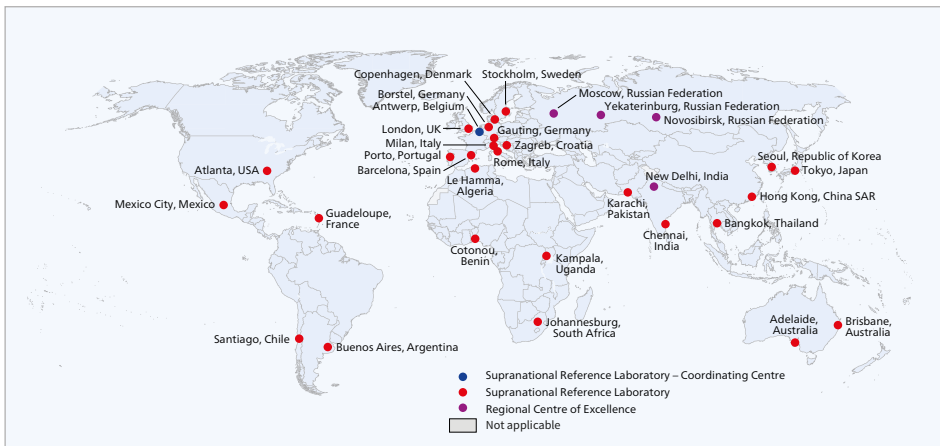 Copenhagen, Denmark
Stockholm, Sweden
Borstel, Germany
Antwerp, Belgium
Moscow, Russian Federation
Yekaterinburg, Russian Federation
Novosibirsk, Russian Federation
London, UK
Gauting, Germany
Milan, Italy
Zagreb, Croatia
Porto, Portugal
Rome, Italy
Barcelona, Spain
Le Hamma,
Algeria
Seoul, Republic of Korea
Tokyo, Japan
Atlanta, USA
New Delhi, India
Karachi,
Pakistan
Hong Kong, China SAR
Mexico City, Mexico
Guadeloupe,
France
Chennai,
India
Bangkok, Thailand
Cotonou,
Benin
Kampala,
Uganda
Johannesburg,
South Africa
Adelaide,
Australia
Brisbane,
Australia
Santiago, Chile
Buenos Aires, Argentina
Supranational Reference Laboratory – Coordinating Centre
Supranational Reference Laboratory
Regional Centre of Excellence
Not applicable